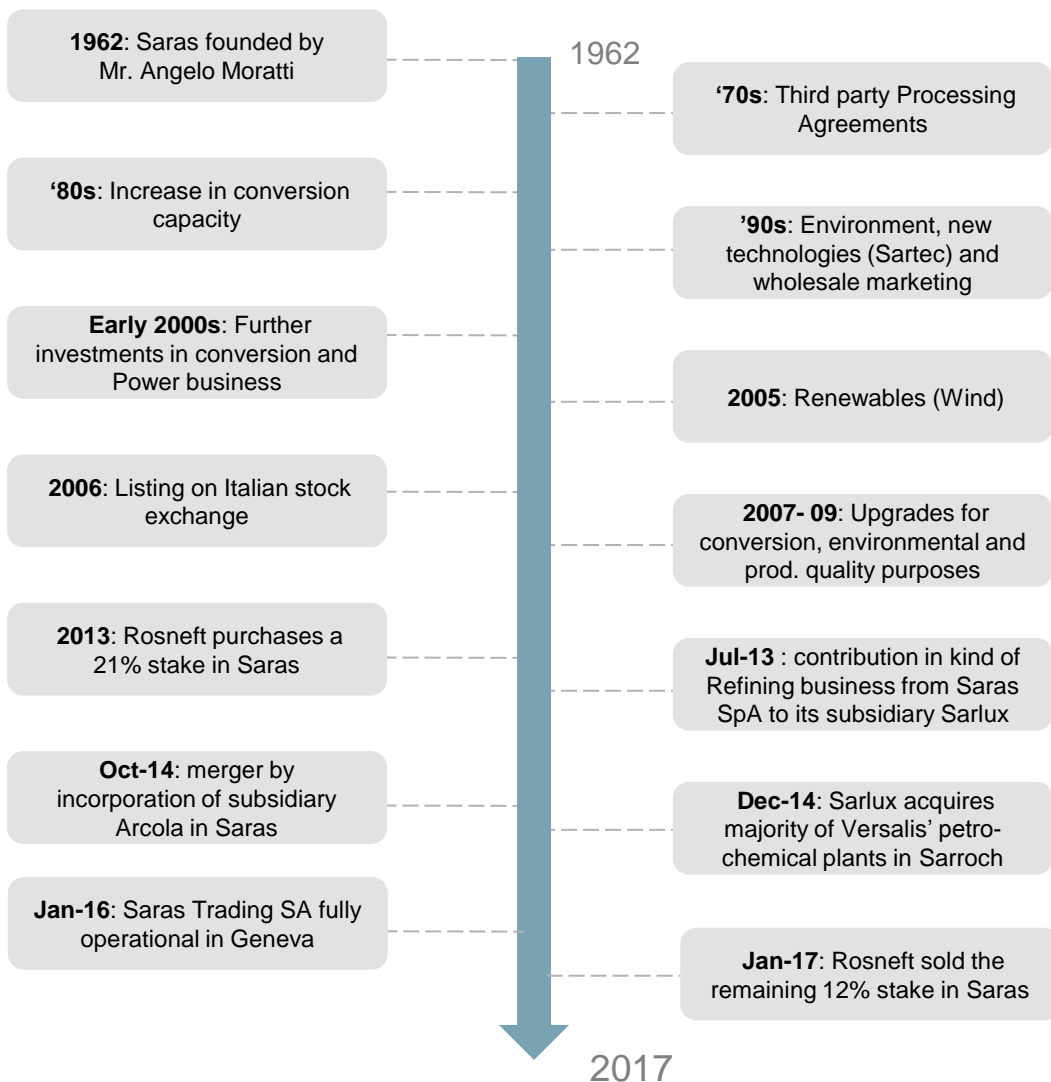 1962: Saras founded by
Mr. Angelo Moratti
1962
‘70s: Third party Processing
Agreements
‘80s: Increase in conversion
capacity
’90s: Environment, new
technologies (Sartec) and
wholesale marketing
Early 2000s: Further
investments in conversion and
Power business
2005: Renewables (Wind)
2006: Listing on Italian stock
exchange
2007- 09: Upgrades for
conversion, environmental and
prod. quality purposes
2013: Rosneft purchases a
21% stake in Saras
Jul-13 : contribution in kind of
Refining business from Saras
SpA to its subsidiary Sarlux
Oct-14: merger by
incorporation of subsidiary
Arcola in Saras
Dec-14: Sarlux acquires
majority of Versalis’ petro-
chemical plants in Sarroch
Jan-16: Saras Trading SA fully
operational in Geneva
Jan-17: Rosneft sold the
remaining 12% stake in Saras
2017